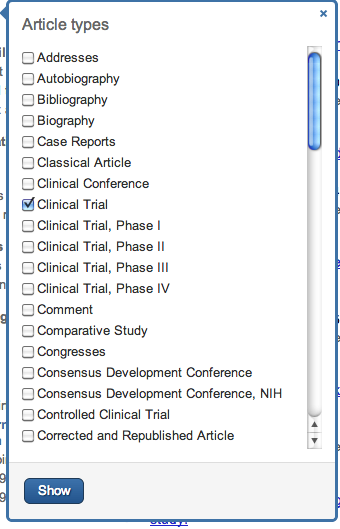 Article types
Addresses
Autobiography
Bibliography
Biography
Case Reports
Classical Article
Clinical Conference
Clinical Trial
Clinical Trial, Phase I
Clinical Trial, Phase II
Clinical Trial, Phase III
Clinical Trial, Phase IV
Comment
Comparative Study
Congresses
Consensus Development Conference
Consensus Development Conference, NIH
Controlled Clinical Trial
Corrected and Republished Article
Show